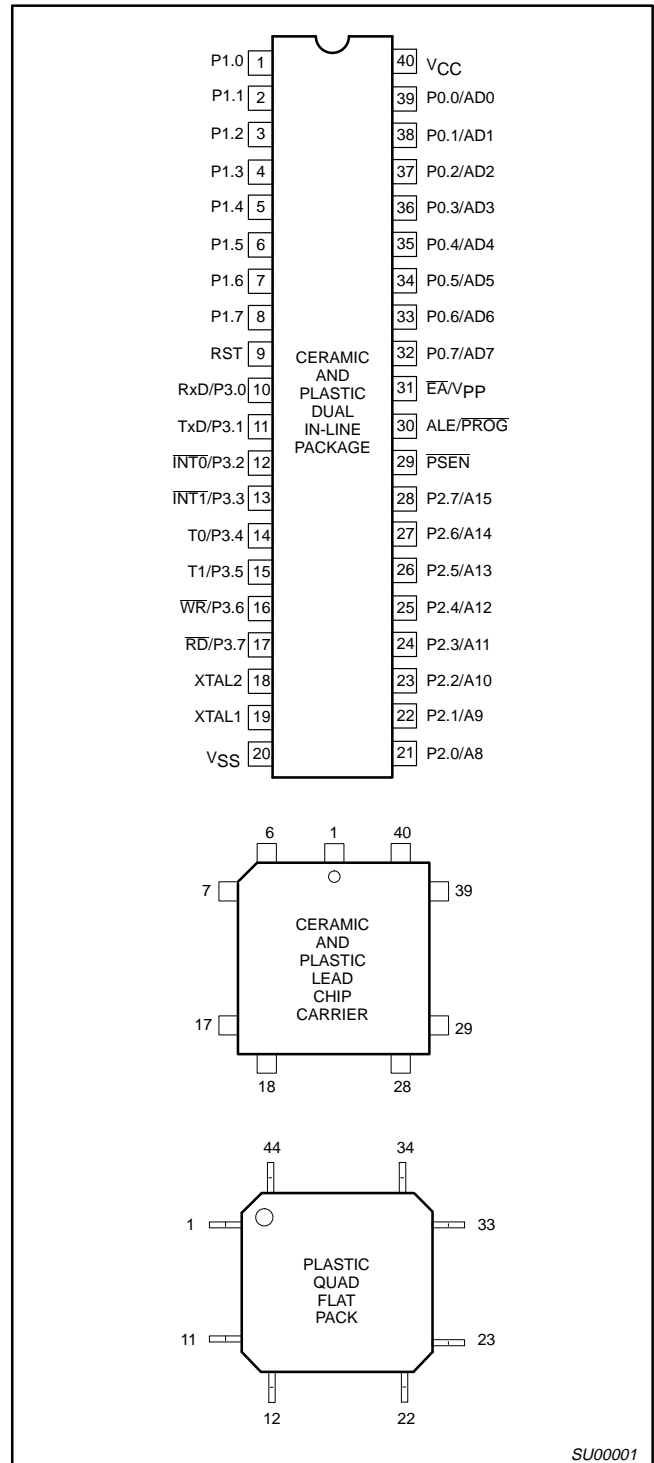 P1.0 1
P1.1 2
P1.2 3
P1.3 4
P1.4 5
P1.5 6
P1.6 7
P1.7 8
RST 9
RxD/P3.0 10
TxD/P3.1 11
I̅N̅T̅0̅/P3.2 12
I̅N̅T̅1̅/P3.3 13
T0/P3.4 14
T1/P3.5 15
W̅R̅/P3.6 16
R̅D̅/P3.7 17
XTAL2 18
XTAL1 19
VSS 20
CERAMIC
AND
PLASTIC
DUAL
IN-LINE
PACKAGE
40 VCC
39 P0.0/AD0
38 P0.1/AD1
37 P0.2/AD2
36 P0.3/AD3
35 P0.4/AD4
34 P0.5/AD5
33 P0.6/AD6
32 P0.7/AD7
31 E̅A̅/VPP
30 ALE/P̅R̅O̅G̅
29 P̅S̅E̅N̅
28 P2.7/A15
27 P2.6/A14
26 P2.5/A13
25 P2.4/A12
24 P2.3/A11
23 P2.2/A10
22 P2.1/A9
21 P2.0/A8
6 1 40
7 39
CERAMIC
AND
PLASTIC
LEAD
CHIP
CARRIER
17 29
18 28
44 34
1 33
PLASTIC
QUAD
FLAT
PACK
11 23
12 22
SU00001